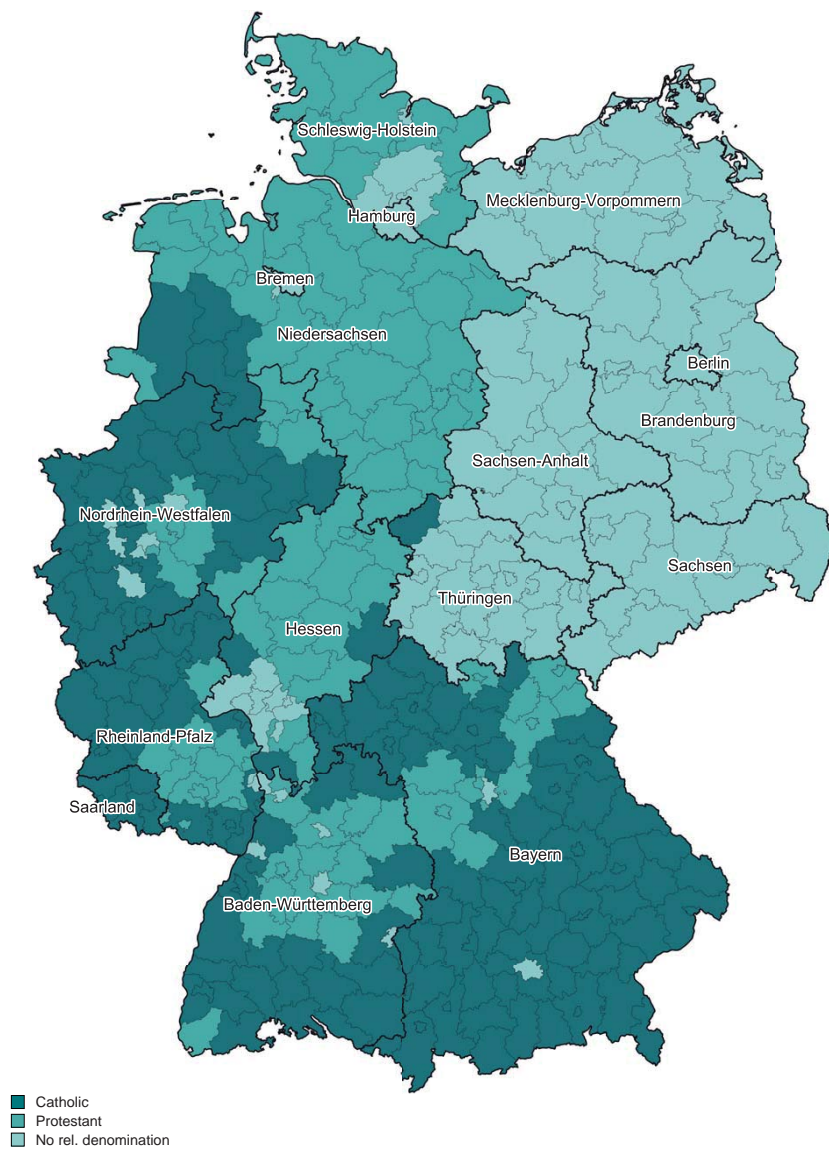 Schleswig-Holstein
Mecklenburg-Vorpommern
Hamburg
Bremen
Niedersachsen
Berlin
Brandenburg
Sachsen-Anhalt
Nordrhein-Westfalen
Sachsen
Thüringen
Hessen
Rheinland-Pfalz
Saarland
Bayern
Baden-Württemberg
Catholic
Protestant
No rel. denomination